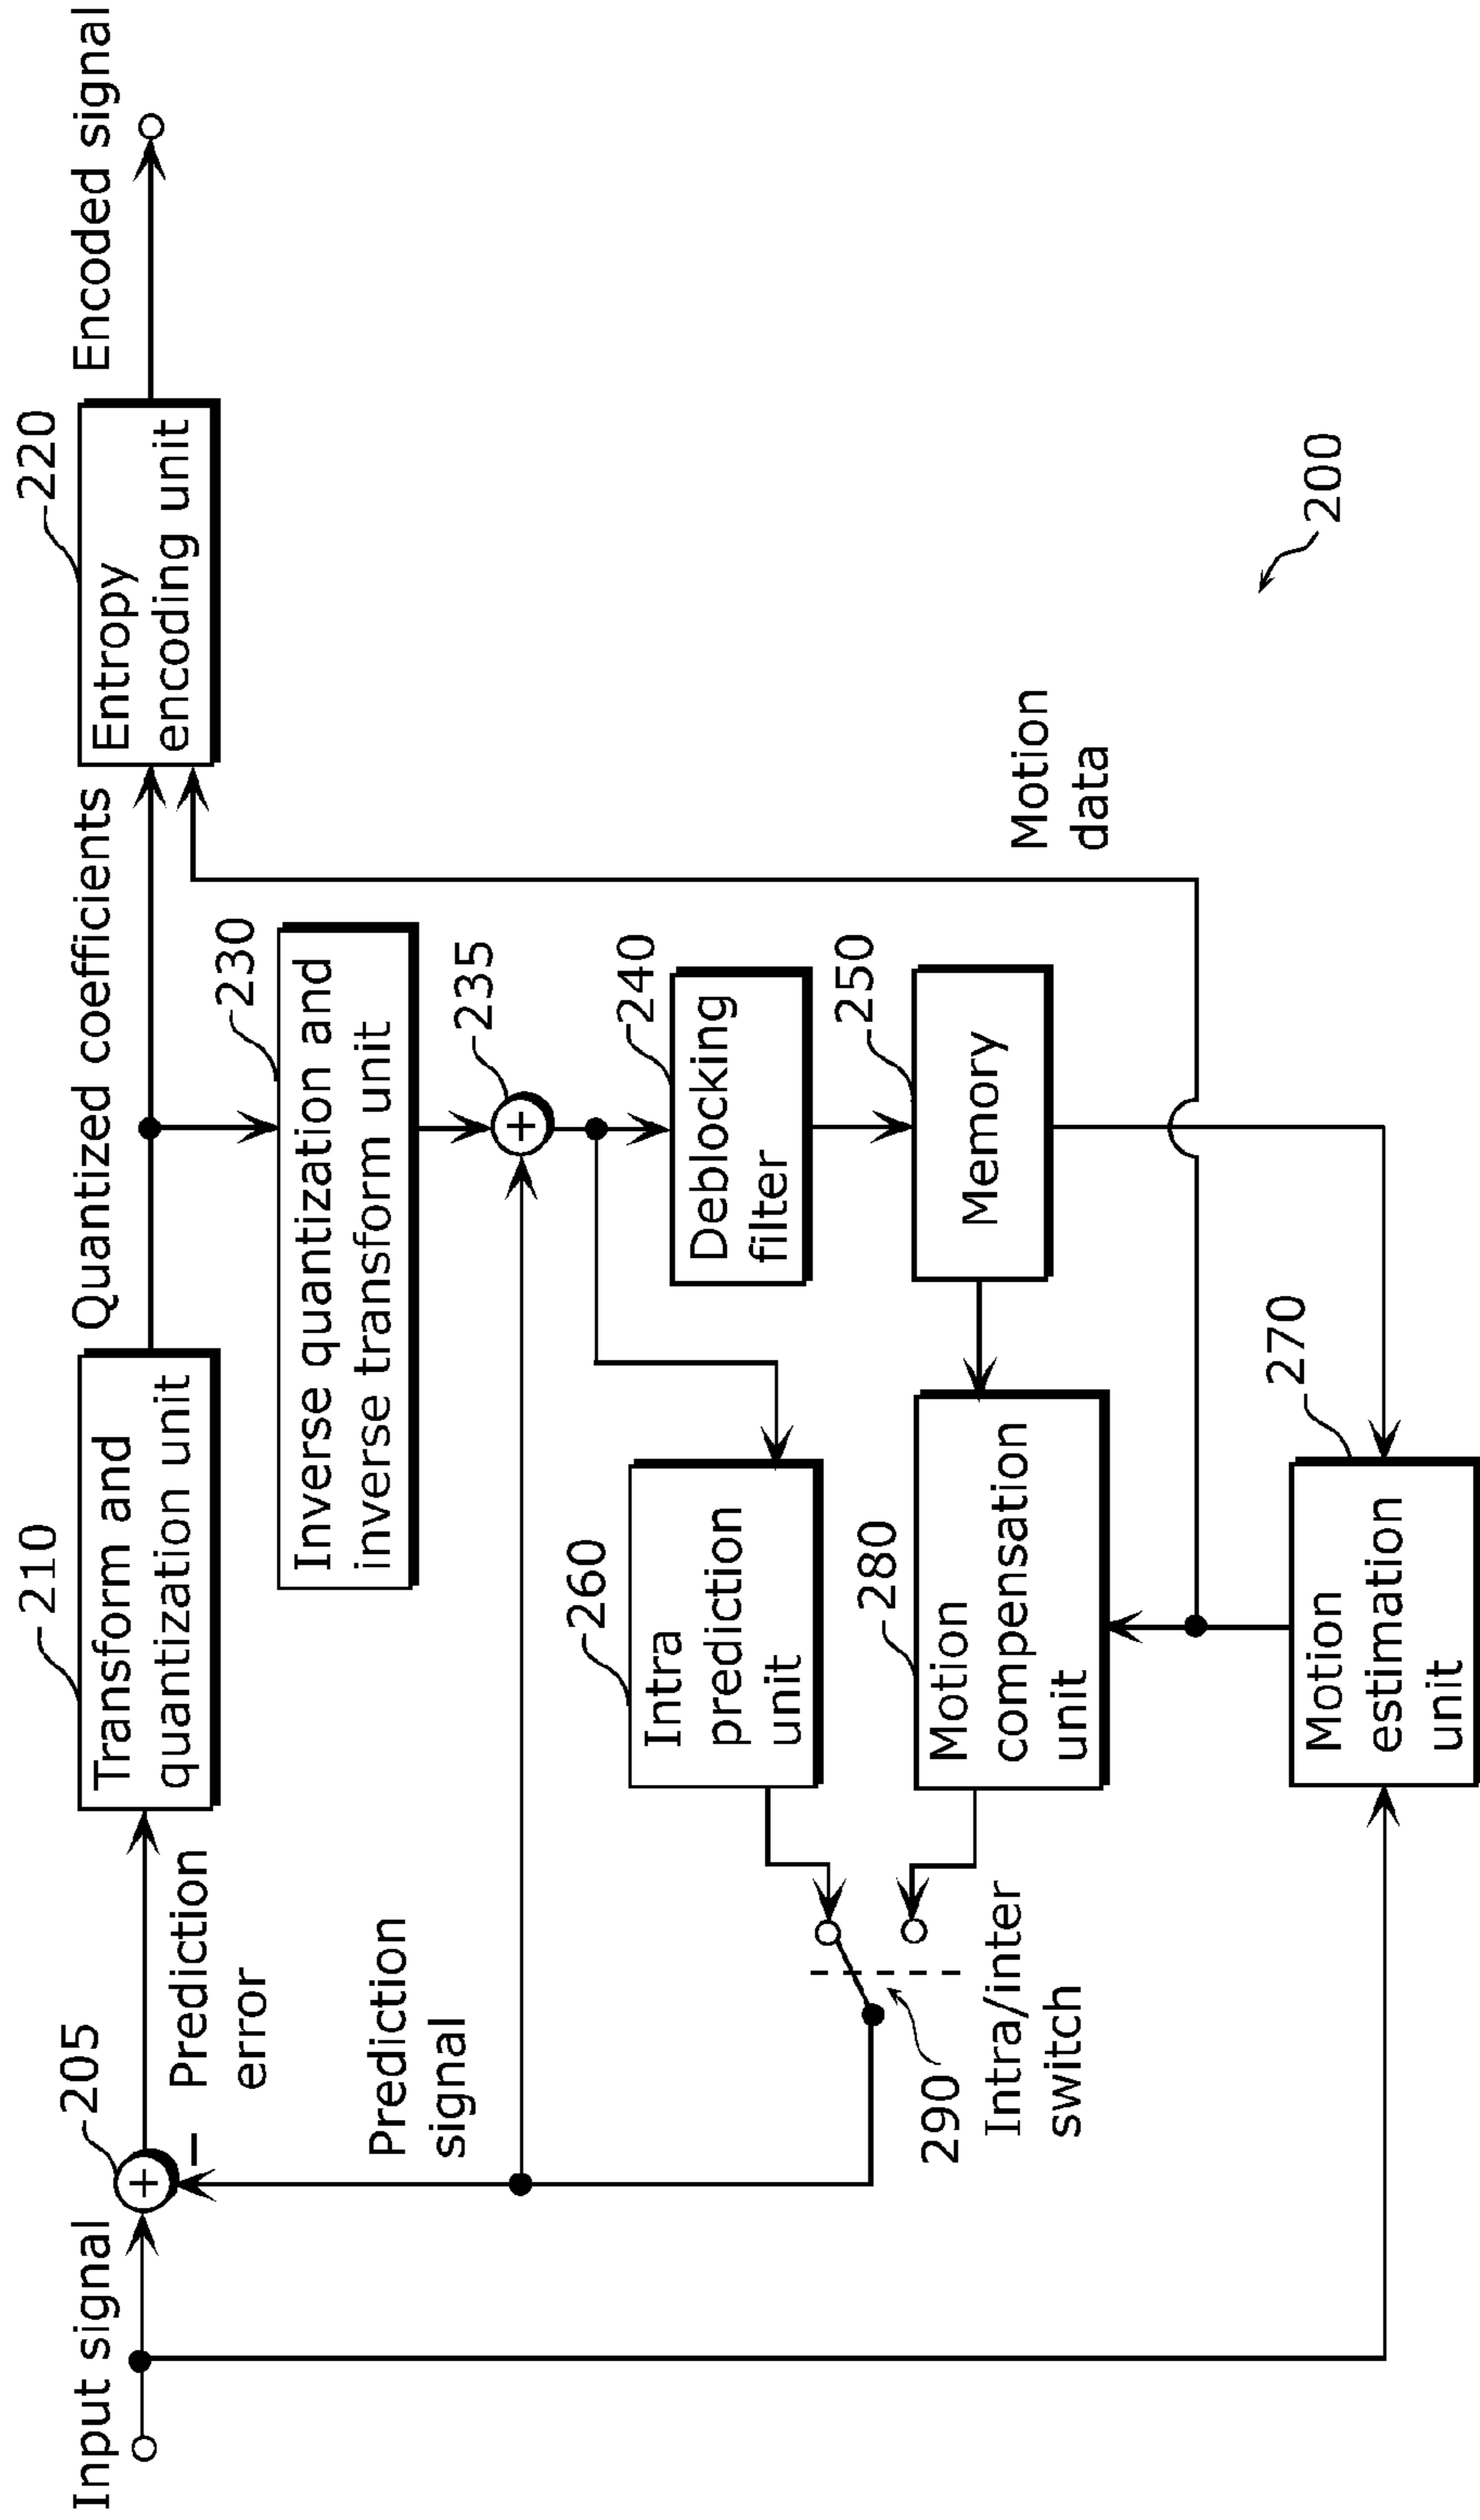 Input signal
205
Prediction
error
210
Transform and
quantization unit
Quantized coefficients
220
Entropy
encoding unit
Encoded signal
230
Inverse quantization and
inverse transform unit
235
Prediction
signal
240
Deblocking
filter
260
Intra
prediction
unit
250
Memory
280
Motion
compensation
unit
290
Intra/inter
switch
Motion
data
270
Motion
estimation
unit
200